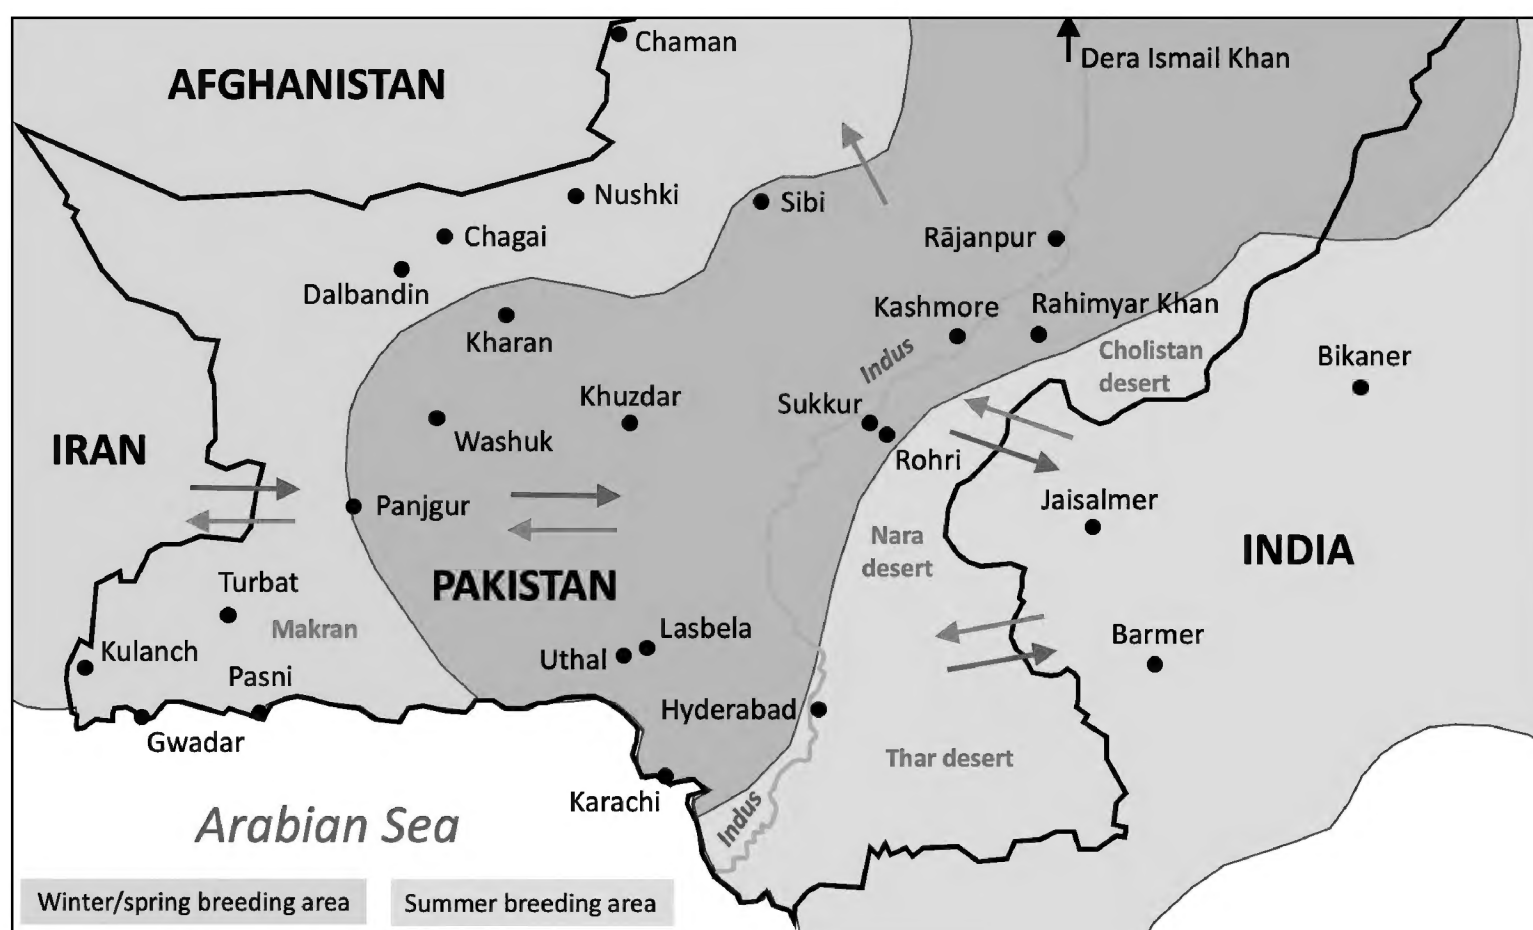 Chaman
Dera Ismail Khan
AFGHANISTAN
Nushki
Sibi
Chagai
Rājanpur
Dalbandin
Kashmore
Rahimyar Khan
Kharan
Indus
Cholistan
desert
Bikaner
Khuzdar
Sukkur
Washuk
IRAN
Rohri
Jaisalmer
Panjgur
Nara
desert
INDIA
PAKISTAN
Turbat
Makran
Lasbela
Barmer
Kulanch
Uthal
Pasni
Hyderabad
Gwadar
Thar desert
Karachi
Indus
Arabian Sea
Winter/spring breeding area
Summer breeding area